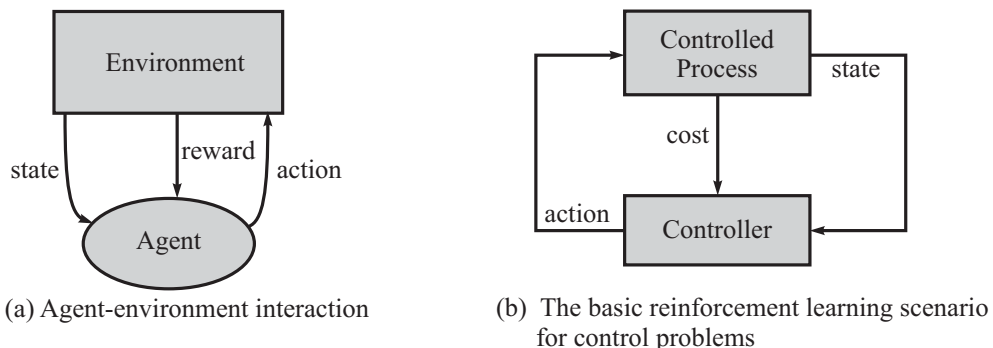 Environment
state
reward
action
Agent
(a) Agent-environment interaction
Controlled
Process
state
cost
action
Controller
(b) The basic reinforcement learning scenario
for control problems